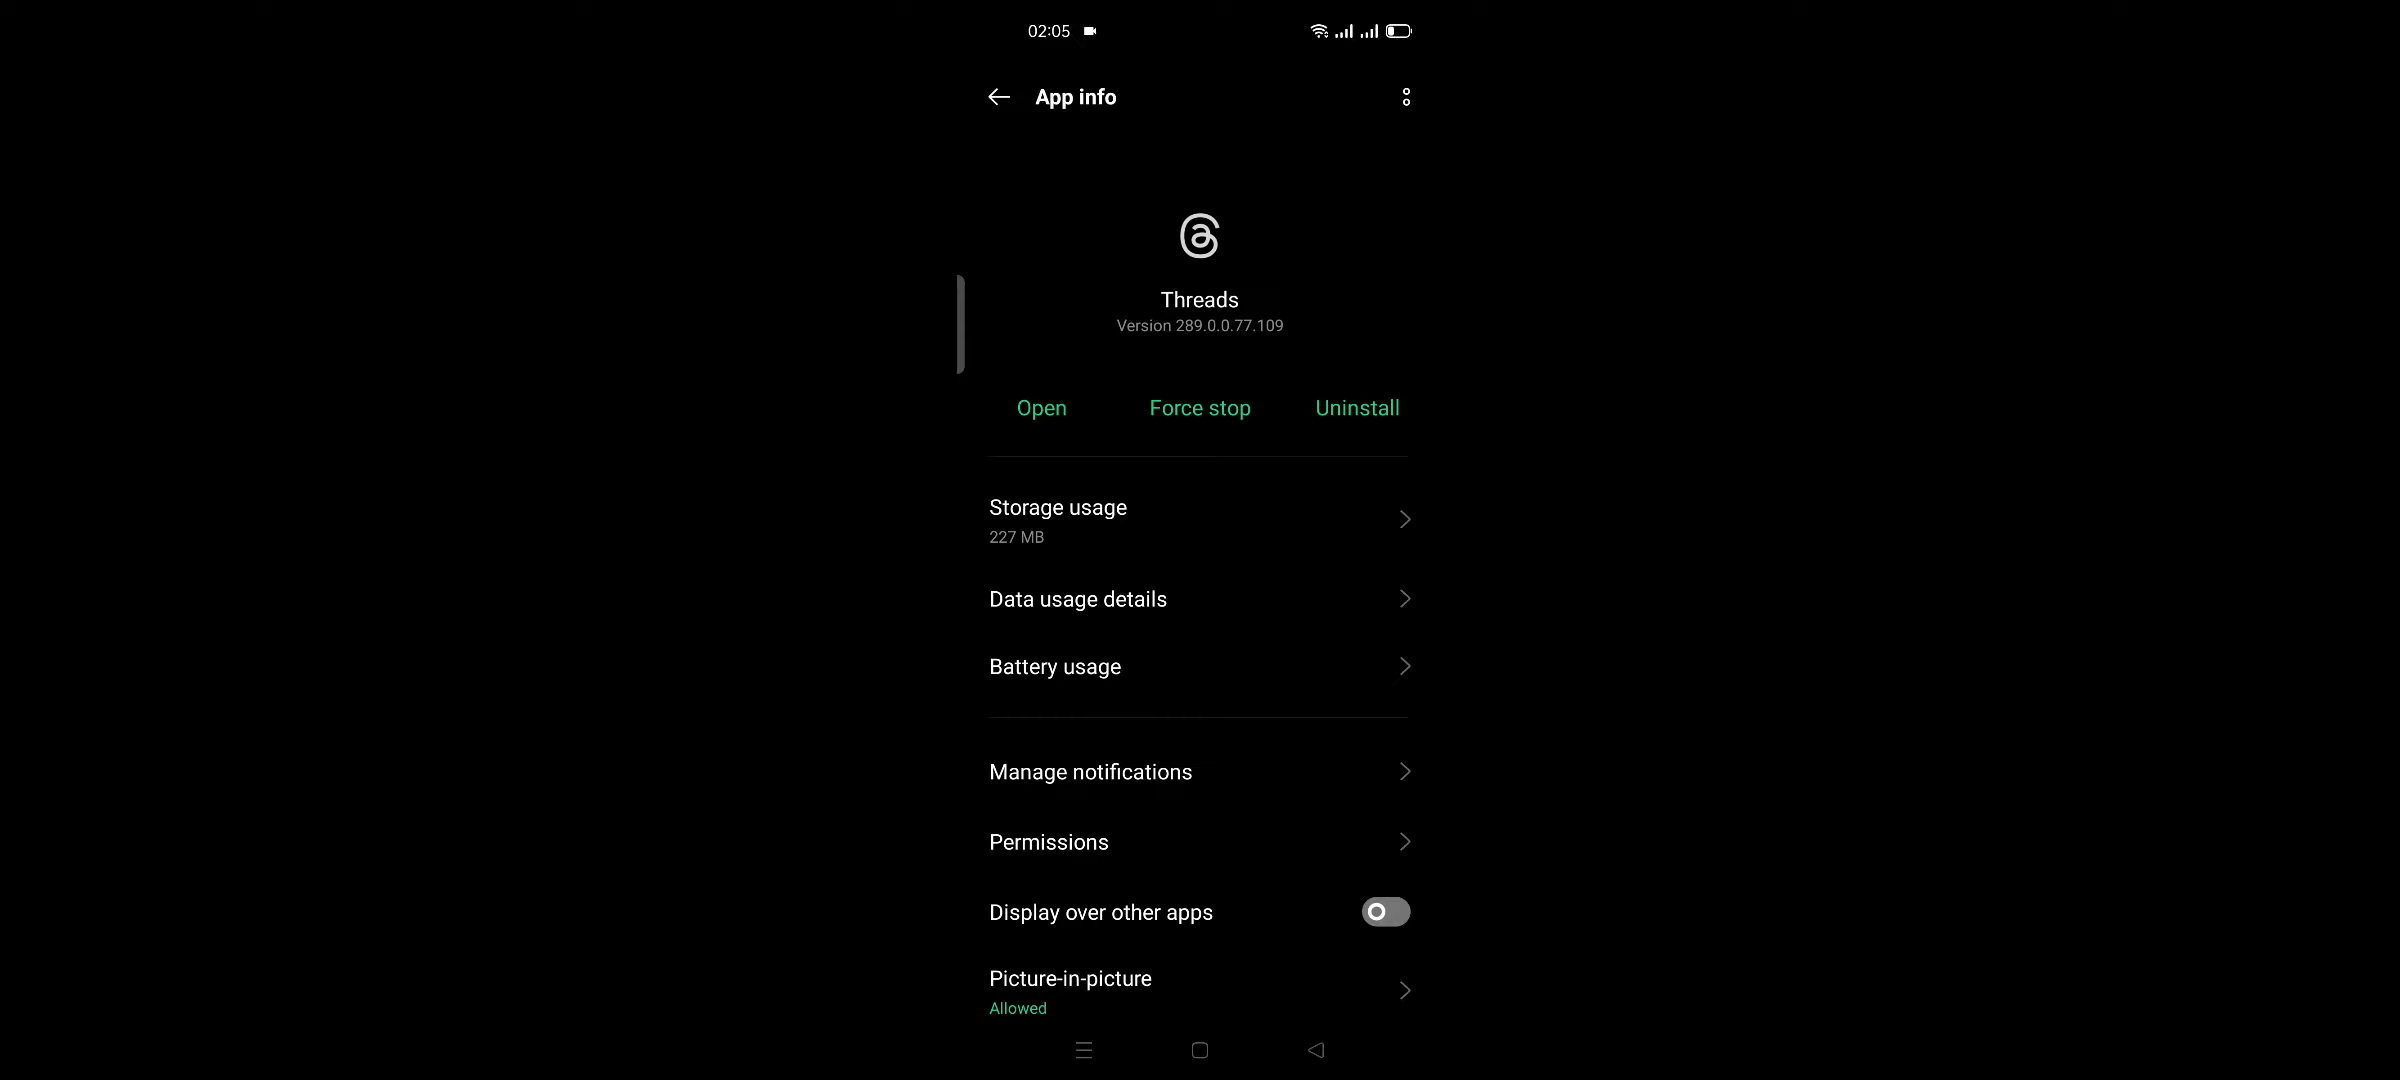 02:05
App info
Threads
Version 289.0.0.77.109
Open Force stop Uninstall
Storage usage
227 MB
Data usage details
Battery usage
Manage notifications
Permissions
Display over other apps
Picture-in-picture
Allowed